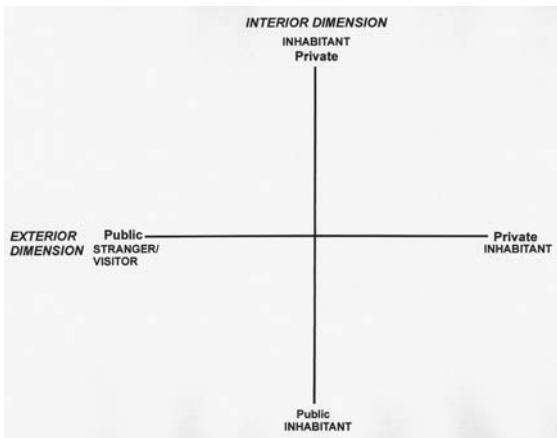 INTERIOR DIMENSION
INHABITANT
Private
EXTERIOR
DIMENSION
Public
STRANGER/
VISITOR
Private
INHABITANT
Public
INHABITANT